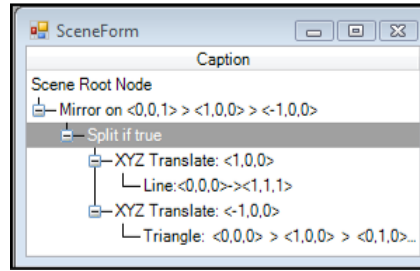 SceneForm
Caption
Scene Root Node
Mirror on <0,0,1> > <1,0,0> > <-1,0,0>
Split if true
XYZ Translate: <1,0,0>
Line:<0,0,0>-><1,1,1>
XYZ Translate: <-1,0,0>
Triangle: <0,0,0> > <1,0,0> > <0,1,0>...